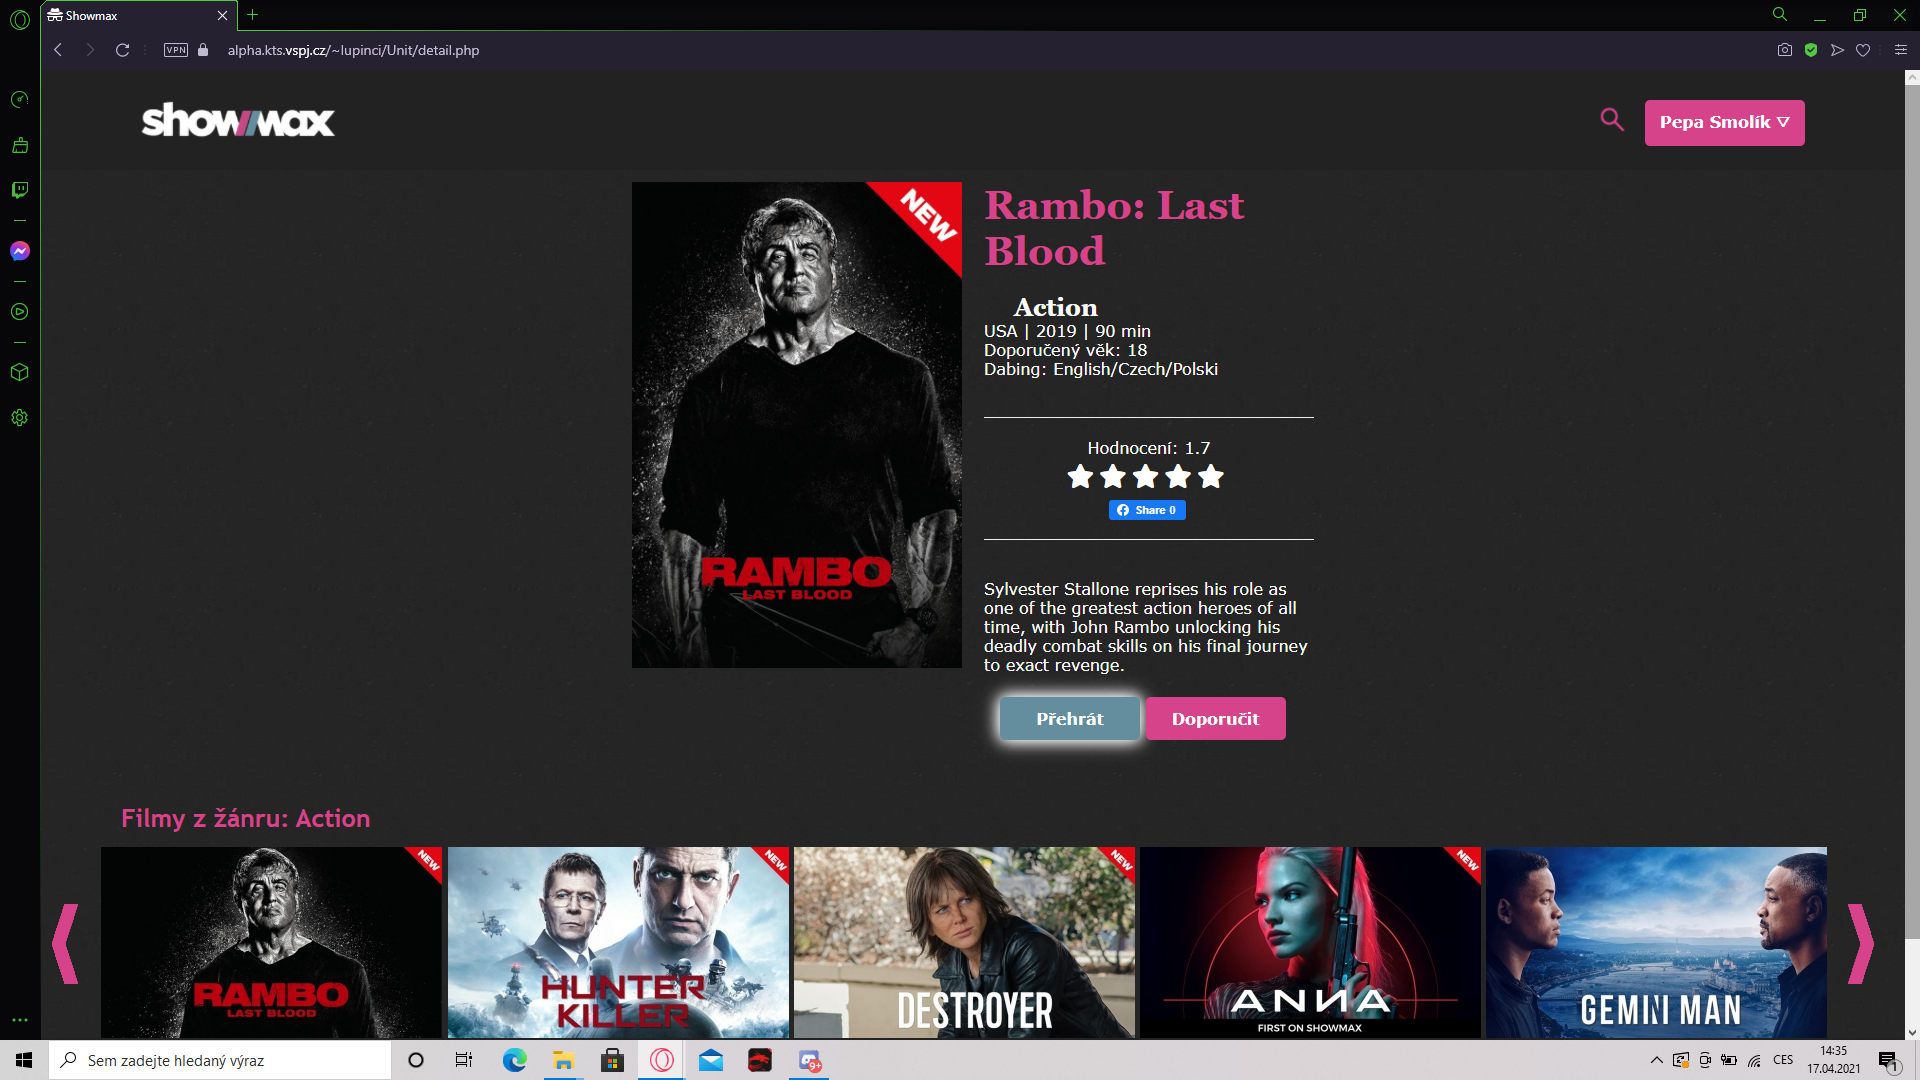 Showmax
VPN
alpha.kts.vspj.cz/~lupinci/Unit/detail.php
showmax
Pepa Smolík ▽
NEW
RAMBO
LAST BLOOD
Rambo: Last
Blood
Action
USA | 2019 | 90 min
Doporučený věk: 18
Dabing: English/Czech/Polski
Hodnocení: 1.7
Share 0
Sylvester Stallone reprises his role as
one of the greatest action heroes of all
time, with John Rambo unlocking his
deadly combat skills on his final journey
to exact revenge.
Přehrát
Doporučit
Filmy z žánru: Action
NEW
RAMBO
LAST BLOOD
NEW
HUNTER
KILLER
NEW
DESTROYER
NEW
ANNA
FIRST ON SHOWMAX
GEMINI MAN
Sem zadejte hledaný výraz
9+
CES
14:35
17.04.2021
1